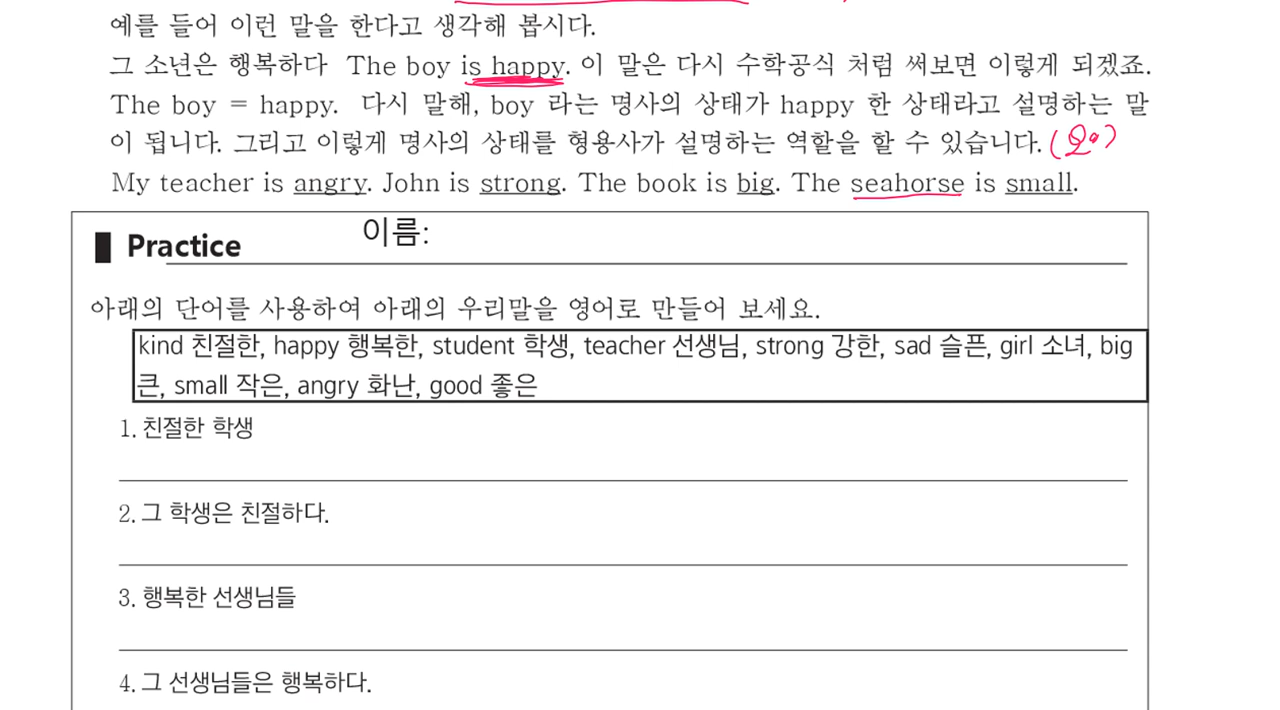 예를 들어 이런 말을 한다고 생각해 봅시다.
그 소년은 행복하다 The boy is happy. 이 말은 다시 수학공식 처럼 써보면 이렇게 되겠죠.
The boy = happy. 다시 말해, boy 라는 명사의 상태가 happy 한 상태라고 설명하는 말
이 됩니다. 그리고 이렇게 명사의 상태를 형용사가 설명하는 역할을 할 수 있습니다.
My teacher is angry. John is strong. The book is big. The seahorse is small.
Practice
이름:
아래의 단어를 사용하여 아래의 우리말을 영어로 만들어 보세요.
kind 친절한, happy 행복한, student 학생, teacher 선생님, strong 강한, sad 슬픈, girl 소녀, big
큰, small 작은, angry 화난, good 좋은
1. 친절한 학생
2. 그 학생은 친절하다.
3. 행복한 선생님들
4. 그 선생님들은 행복하다.